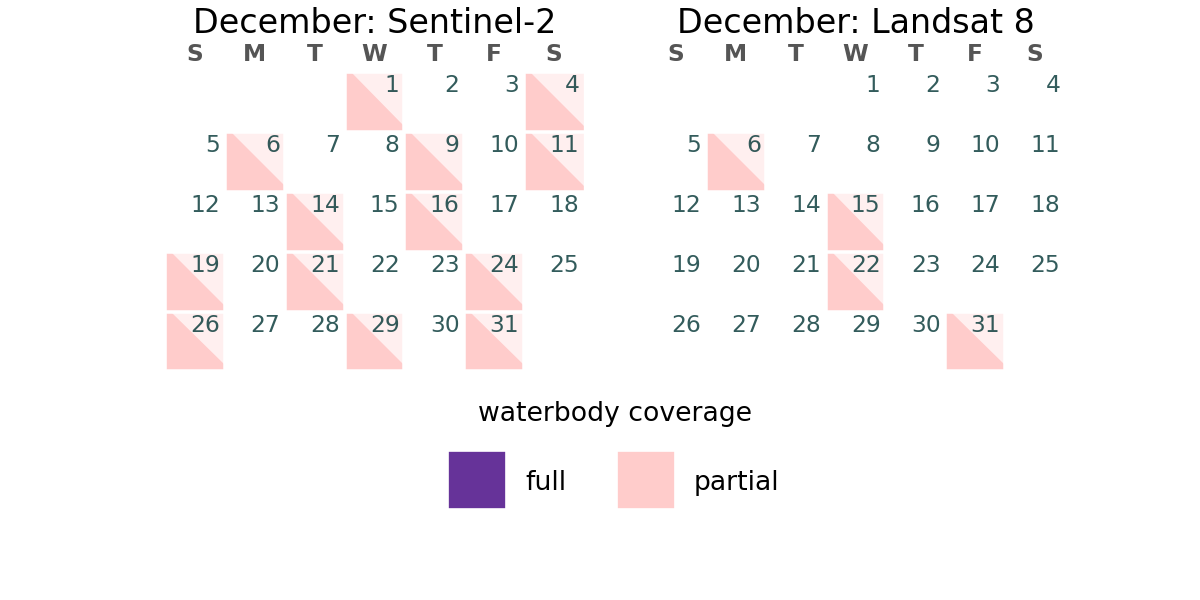 December: Sentinel-2
S M T W T F S
1 2 3 4
5 6 7 8 9 10 11
12 13 14 15 16 17 18
19 20 21 22 23 24 25
26 27 28 29 30 31
December: Landsat 8
S M T W T F S
1 2 3 4
5 6 7 8 9 10 11
12 13 14 15 16 17 18
19 20 21 22 23 24 25
26 27 28 29 30 31
waterbody coverage
full
partial